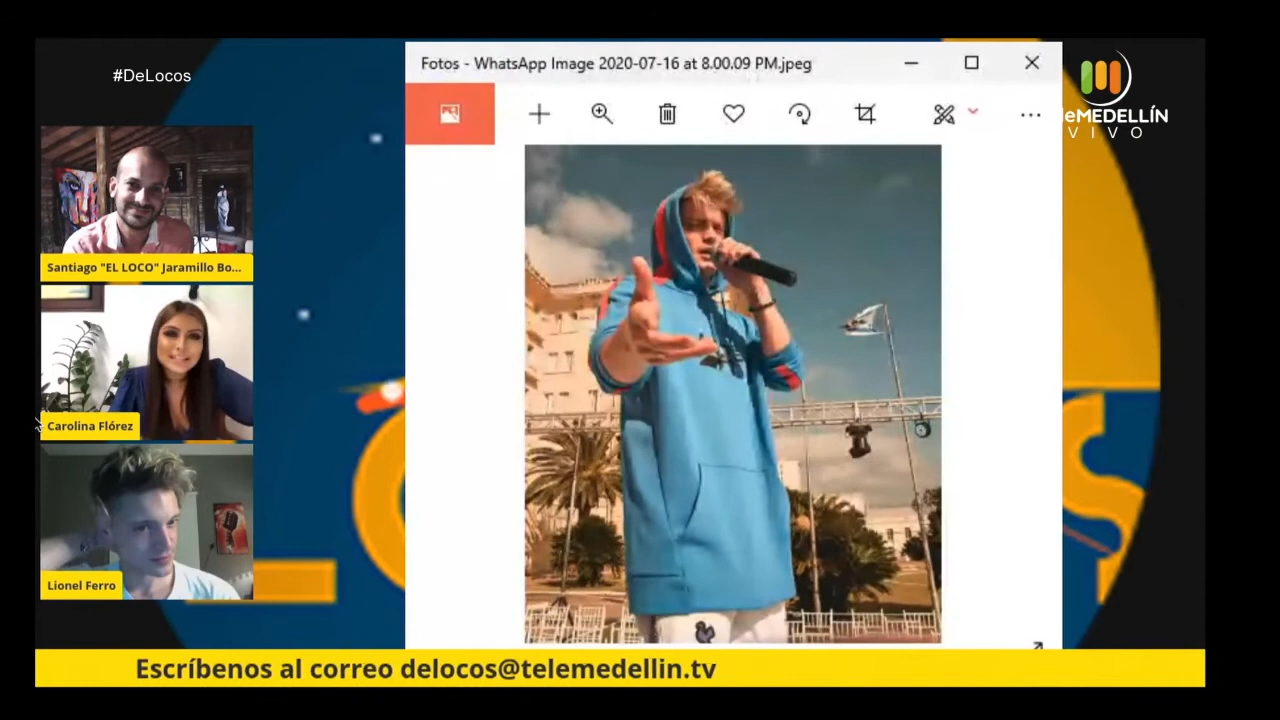 #DeLocos
Fotos - WhatsApp Image 2020-07-16 at 8.00.09 PM.jpeg
eMEDELLÍN
VIVO
Santiago "EL LOCO" Jaramillo Bo...
Carolina Flórez
Lionel Ferro
Escríbenos al correo delocos@telemedellin.tv